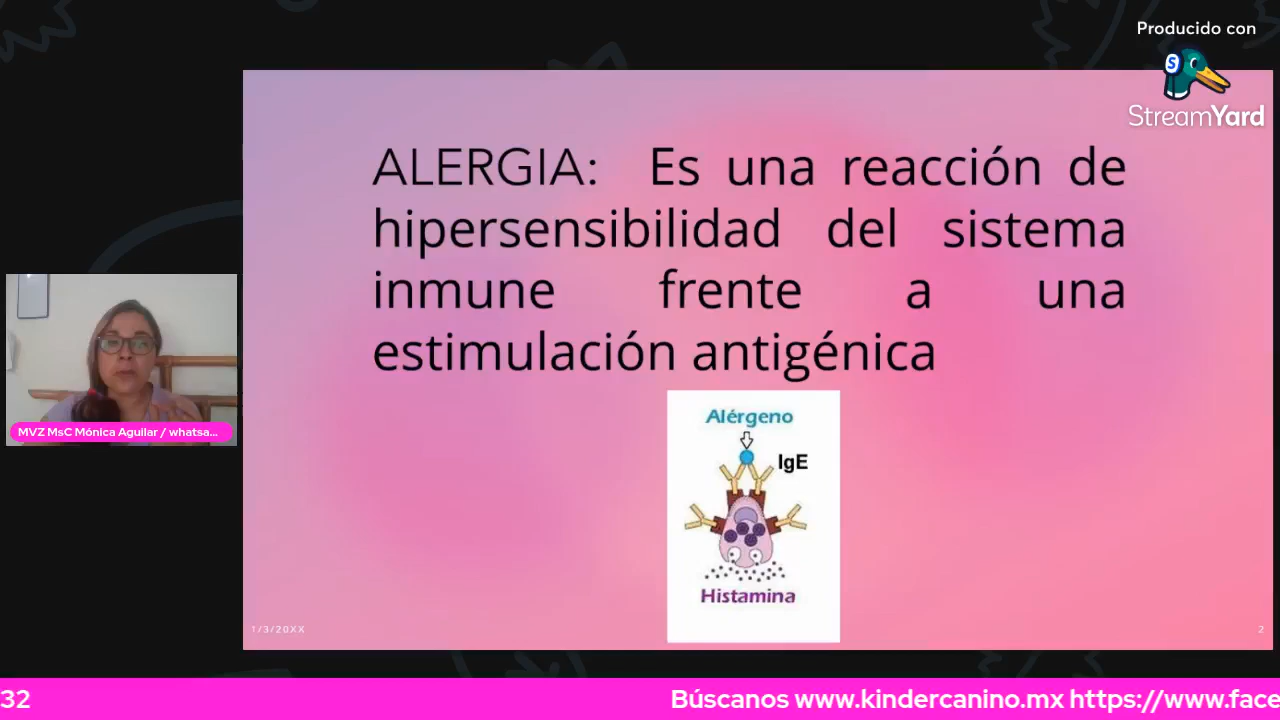 Producido con
StreamYard
ALERGIA: Es una reacción de
hipersensibilidad del sistema
inmune frente a una
estimulación antigénica
Alérgeno
IgE
Histamina
MVZ MsC Mónica Aguilar / whatsa...
1/3/20XX
2
32
Búscanos www.kindercanino.mx https://www.face